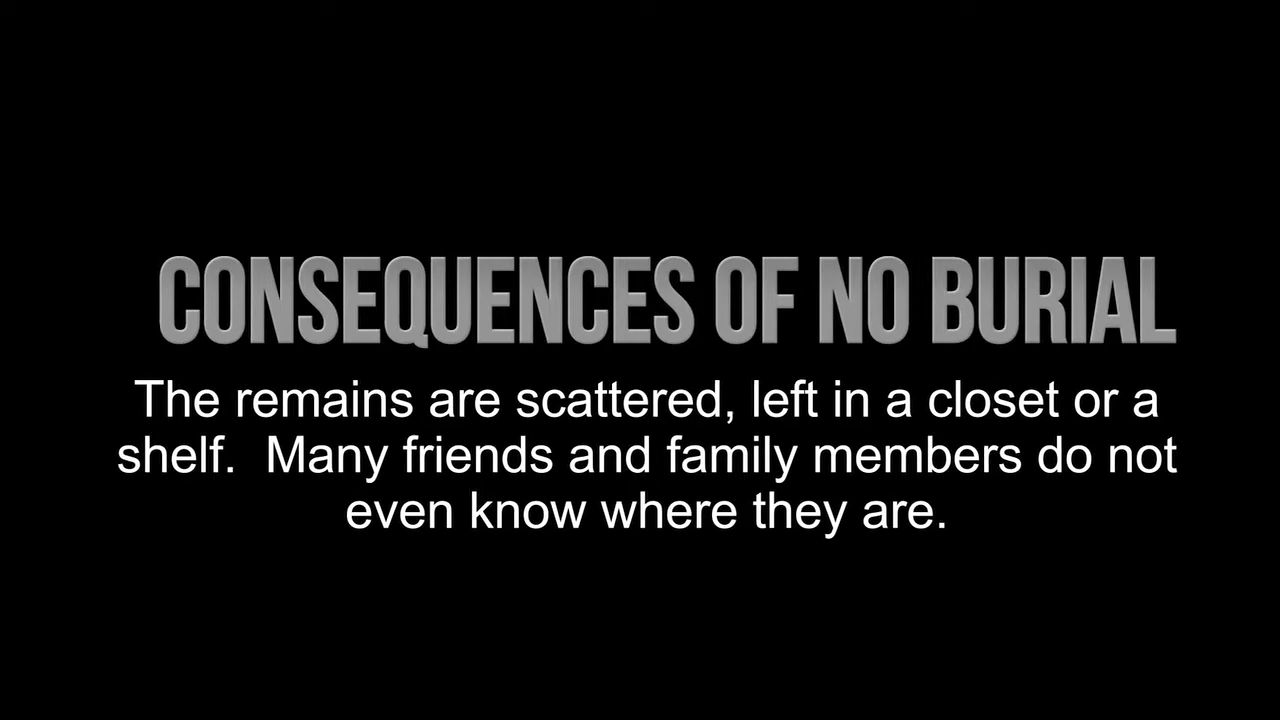 CONSEQUENCES OF NO BURIAL
The remains are scattered, left in a closet or a
shelf.  Many friends and family members do not
even know where they are.